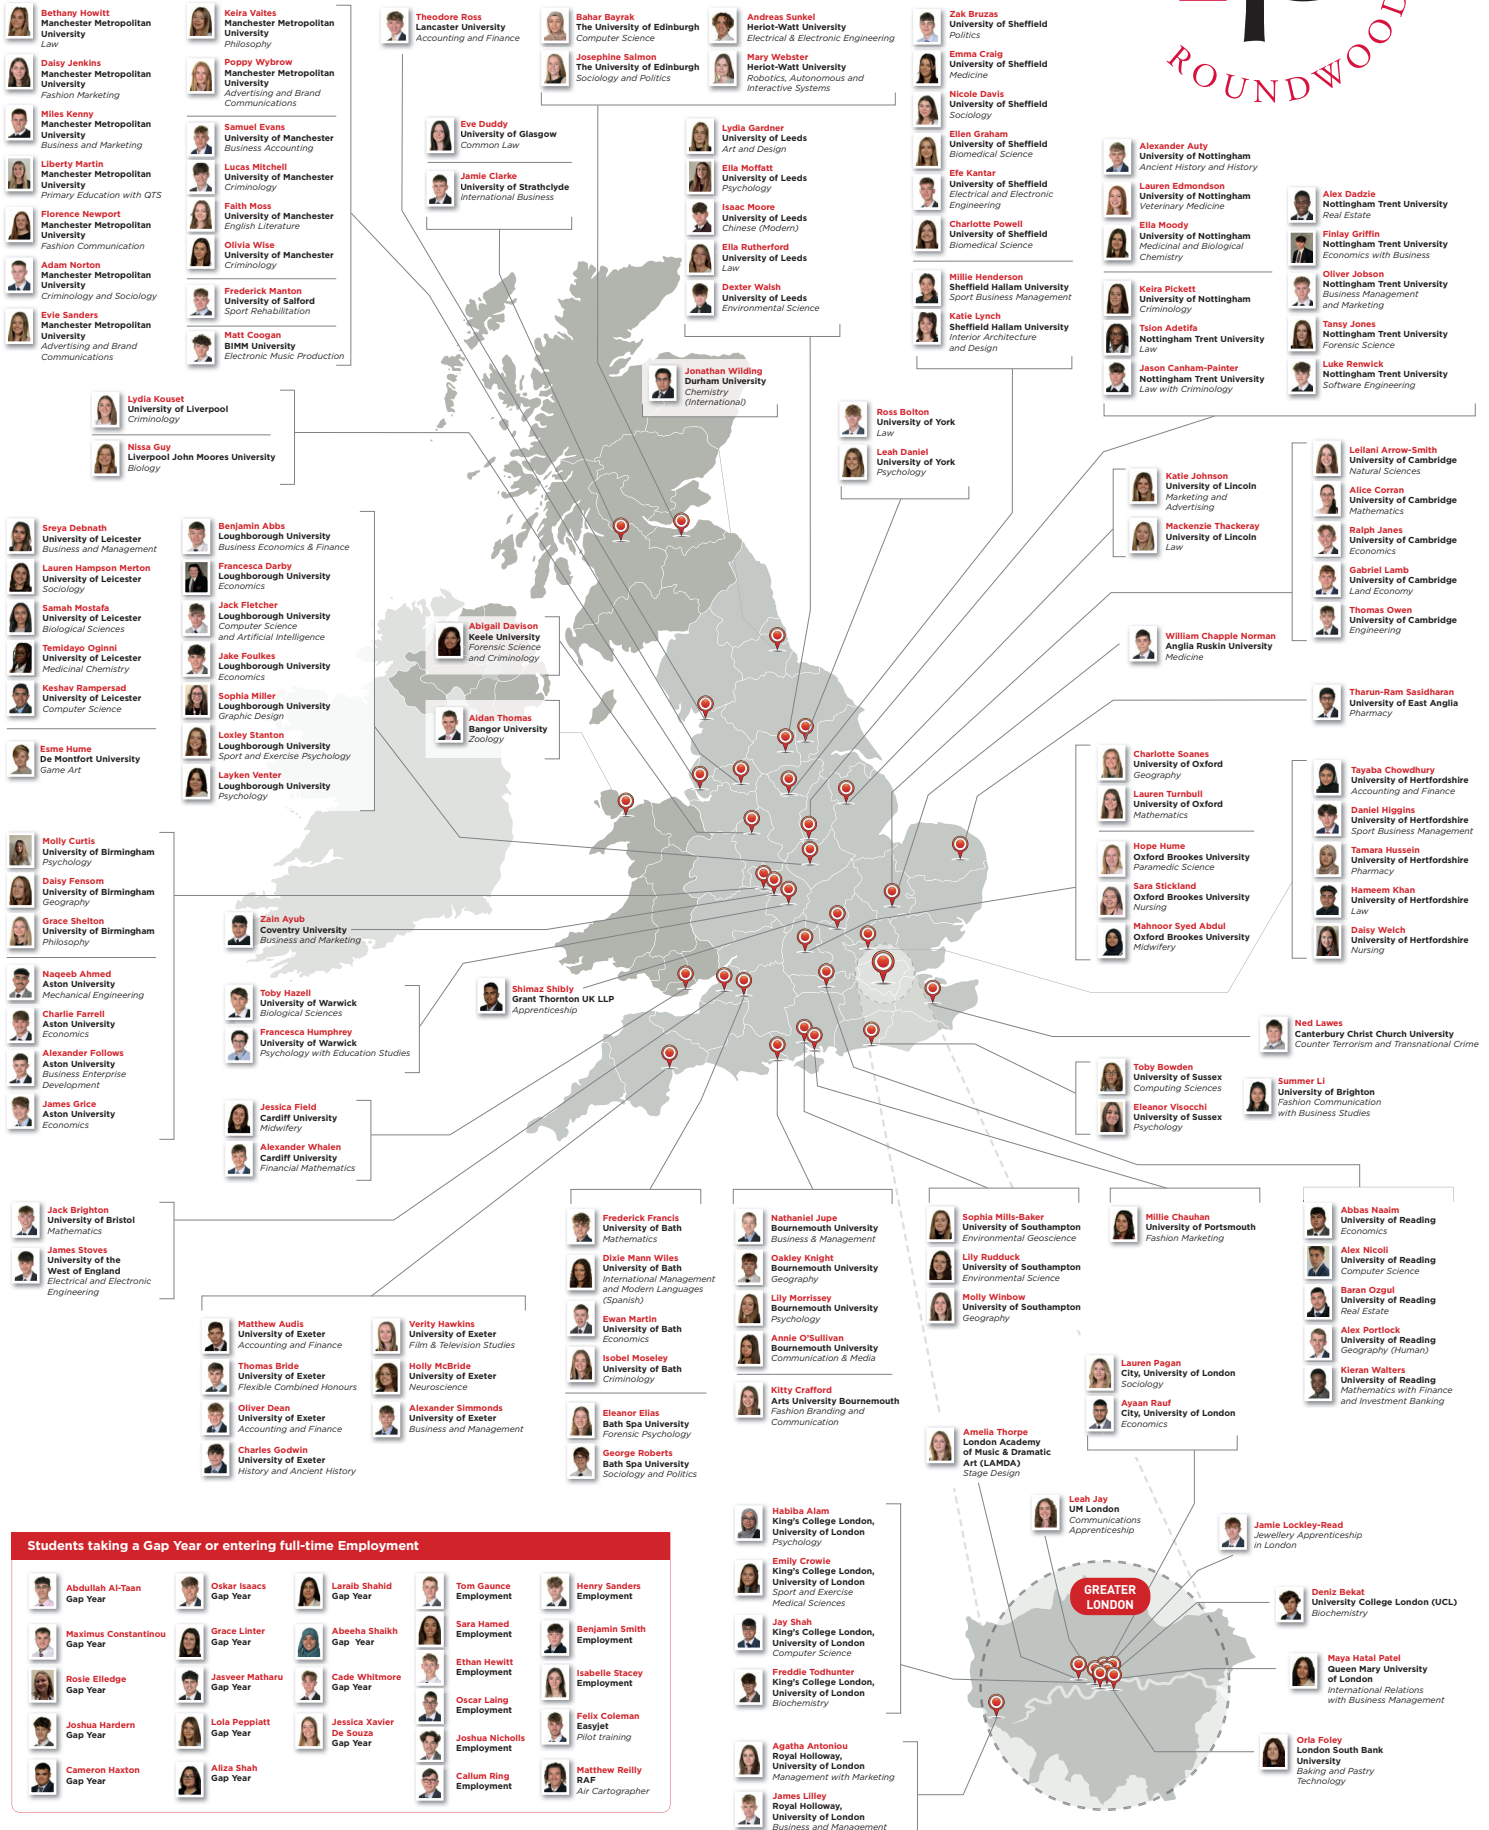 ROUNDWOO
Bethany Howitt
Manchester Metropolitan
University
Law
Daisy Jenkins
Manchester Metropolitan
University
Fashion Marketing
Miles Kenny
Manchester Metropolitan
University
Business and Marketing
Liberty Martin
Manchester Metropolitan
University
Primary Education with QTS
Florence Newport
Manchester Metropolitan
University
Fashion Communication
Adam Norton
Manchester Metropolitan
University
Criminology and Sociology
Evie Sanders
Manchester Metropolitan
University
Advertising and Brand
Communications
Keira Vaites
Manchester Metropolitan
University
Philosophy
Poppy Wybrow
Manchester Metropolitan
University
Advertising and Brand
Communications
Samuel Evans
University of Manchester
Business Accounting
Lucas Mitchell
University of Manchester
Criminology
Faith Moss
University of Manchester
English Literature
Olivia Wise
University of Manchester
Criminology
Frederick Manton
University of Salford
Sport Rehabilitation
Matt Coogan
BIMM University
Electronic Music Production
Theodore Ross
Lancaster University
Accounting and Finance
Bahar Bayrak
The University of Edinburgh
Computer Science
Josephine Salmon
The University of Edinburgh
Sociology and Politics
Andreas Sunkel
Heriot-Watt University
Electrical & Electronic Engineering
Mary Webster
Heriot-Watt University
Robotics, Autonomous and
Interactive Systems
Eve Duddy
University of Glasgow
Common Law
Jamie Clarke
University of Strathclyde
International Business
Lydia Gardner
University of Leeds
Art and Design
Ella Moffatt
University of Leeds
Psychology
Isaac Moore
University of Leeds
Chinese (Modern)
Ella Rutherford
University of Leeds
Law
Dexter Walsh
University of Leeds
Environmental Science
Zak Bruzas
University of Sheffield
Politics
Emma Craig
University of Sheffield
Medicine
Nicole Davis
University of Sheffield
Sociology
Ellen Graham
University of Sheffield
Biomedical Science
Efe Kantar
University of Sheffield
Electrical and Electronic
Engineering
Charlotte Powell
University of Sheffield
Biomedical Science
Millie Henderson
Sheffield Hallam University
Sport Business Management
Katie Lynch
Sheffield Hallam University
Interior Architecture
and Design
Alexander Auty
University of Nottingham
Ancient History and History
Lauren Edmondson
University of Nottingham
Veterinary Medicine
Ella Moody
University of Nottingham
Medicinal and Biological
Chemistry
Keira Pickett
University of Nottingham
Criminology
Tsion Adetifa
Nottingham Trent University
Law
Jason Canham-Painter
Nottingham Trent University
Law with Criminology
Alex Dadzie
Nottingham Trent University
Real Estate
Finlay Griffin
Nottingham Trent University
Economics with Business
Oliver Jobson
Nottingham Trent University
Business Management
and Marketing
Tansy Jones
Nottingham Trent University
Forensic Science
Luke Renwick
Nottingham Trent University
Software Engineering
Jonathan Wilding
Durham University
Chemistry
(International)
Ross Bolton
University of York
Law
Leah Daniel
University of York
Psychology
Lydia Kouset
University of Liverpool
Criminology
Nissa Guy
Liverpool John Moores University
Biology
Katie Johnson
University of Lincoln
Marketing and
Advertising
Mackenzie Thackeray
University of Lincoln
Law
Leilani Arrow-Smith
University of Cambridge
Natural Sciences
Alice Corran
University of Cambridge
Mathematics
Ralph Janes
University of Cambridge
Economics
Gabriel Lamb
University of Cambridge
Land Economy
Thomas Owen
University of Cambridge
Engineering
William Chapple Norman
Anglia Ruskin University
Medicine
Tharun-Ram Sasidharan
University of East Anglia
Pharmacy
Sreya Debnath
University of Leicester
Business and Management
Lauren Hampson Merton
University of Leicester
Sociology
Samah Mostafa
University of Leicester
Biological Sciences
Temidayo Oginni
University of Leicester
Medicinal Chemistry
Keshav Rampersad
University of Leicester
Computer Science
Esme Hume
De Montfort University
Game Art
Benjamin Abbs
Loughborough University
Business Economics & Finance
Francesca Darby
Loughborough University
Economics
Jack Fletcher
Loughborough University
Computer Science
and Artificial Intelligence
Jake Foulkes
Loughborough University
Economics
Sophia Miller
Loughborough University
Graphic Design
Loxley Stanton
Loughborough University
Sport and Exercise Psychology
Layken Venter
Loughborough University
Psychology
Abigail Davison
Keele University
Forensic Science
and Criminology
Aidan Thomas
Bangor University
Zoology
Charlotte Soanes
University of Oxford
Geography
Lauren Turnbull
University of Oxford
Mathematics
Hope Hume
Oxford Brookes University
Paramedic Science
Sara Stickland
Oxford Brookes University
Nursing
Mahnoor Syed Abdul
Oxford Brookes University
Midwifery
Tayaba Chowdhury
University of Hertfordshire
Accounting and Finance
Daniel Higgins
University of Hertfordshire
Sport Business Management
Tamara Hussein
University of Hertfordshire
Pharmacy
Hameem Khan
University of Hertfordshire
Law
Daisy Welch
University of Hertfordshire
Nursing
Molly Curtis
University of Birmingham
Psychology
Daisy Fensom
University of Birmingham
Geography
Grace Shelton
University of Birmingham
Philosophy
Naqeeb Ahmed
Aston University
Mechanical Engineering
Charlie Farrell
Aston University
Economics
Alexander Follows
Aston University
Business Enterprise
Development
James Grice
Aston University
Economics
Zain Ayub
Coventry University
Business and Marketing
Toby Hazell
University of Warwick
Biological Sciences
Francesca Humphrey
University of Warwick
Psychology with Education Studies
Shimaz Shibly
Grant Thornton UK LLP
Apprenticeship
Jessica Field
Cardiff University
Midwifery
Alexander Whalen
Cardiff University
Financial Mathematics
Ned Lawes
Canterbury Christ Church University
Counter Terrorism and Transnational Crime
Toby Bowden
University of Sussex
Computing Sciences
Eleanor Visocchi
University of Sussex
Psychology
Summer Li
University of Brighton
Fashion Communication
with Business Studies
Jack Brighton
University of Bristol
Mathematics
James Stoves
University of the
West of England
Electrical and Electronic
Engineering
Matthew Audis
University of Exeter
Accounting and Finance
Thomas Bride
University of Exeter
Flexible Combined Honours
Oliver Dean
University of Exeter
Accounting and Finance
Charles Godwin
University of Exeter
History and Ancient History
Verity Hawkins
University of Exeter
Film & Television Studies
Holly McBride
University of Exeter
Neuroscience
Alexander Simmonds
University of Exeter
Business and Management
Frederick Francis
University of Bath
Mathematics
Dixie Mann Wiles
University of Bath
International Management
and Modern Languages
(Spanish)
Ewan Martin
University of Bath
Economics
Isobel Moseley
University of Bath
Criminology
Eleanor Elias
Bath Spa University
Forensic Psychology
George Roberts
Bath Spa University
Sociology and Politics
Nathaniel Jupe
Bournemouth University
Business & Management
Oakley Knight
Bournemouth University
Geography
Lily Morrissey
Bournemouth University
Psychology
Annie O'Sullivan
Bournemouth University
Communication & Media
Kitty Crafford
Arts University Bournemouth
Fashion Branding and
Communication
Sophia Mills-Baker
University of Southampton
Environmental Geoscience
Lily Rudduck
University of Southampton
Environmental Science
Molly Winbow
University of Southampton
Geography
Millie Chauhan
University of Portsmouth
Fashion Marketing
Abbas Naaim
University of Reading
Economics
Alex Nicoli
University of Reading
Computer Science
Baran Ozgul
University of Reading
Real Estate
Alex Portlock
University of Reading
Geography (Human)
Kieran Walters
University of Reading
Mathematics with Finance
and Investment Banking
Lauren Pagan
City, University of London
Sociology
Ayaan Rauf
City, University of London
Economics
Amelia Thorpe
London Academy
of Music & Dramatic
Art (LAMDA)
Stage Design
Leah Jay
UM London
Communications
Apprenticeship
Jamie Lockley-Read
Jewellery Apprenticeship
in London
Deniz Bekat
University College London (UCL)
Biochemistry
Maya Hatal Patel
Queen Mary University
of London
International Relations
with Business Management
Orla Foley
London South Bank
University
Baking and Pastry
Technology
GREATER
LONDON
Habiba Alam
King's College London,
University of London
Psychology
Emily Crowie
King's College London,
University of London
Sport and Exercise
Medical Sciences
Jay Shah
King's College London,
University of London
Computer Science
Freddie Todhunter
King's College London,
University of London
Biochemistry
Agatha Antoniou
Royal Holloway,
University of London
Management with Marketing
James Lilley
Royal Holloway,
University of London
Business and Management
Students taking a Gap Year or entering full-time Employment
Abdullah Al-Taan
Gap Year
Maximus Constantinou
Gap Year
Rosie Elledge
Gap Year
Joshua Hardern
Gap Year
Cameron Haxton
Gap Year
Oskar Isaacs
Gap Year
Grace Linter
Gap Year
Jasveer Matharu
Gap Year
Lola Peppiatt
Gap Year
Aliza Shah
Gap Year
Laraib Shahid
Gap Year
Abeeha Shaikh
Gap Year
Cade Whitmore
Gap Year
Jessica Xavier
De Souza
Gap Year
Tom Gaunce
Employment
Sara Hamed
Employment
Ethan Hewitt
Employment
Oscar Laing
Employment
Joshua Nicholls
Employment
Callum Ring
Employment
Henry Sanders
Employment
Benjamin Smith
Employment
Isabelle Stacey
Employment
Felix Coleman
Easyjet
Pilot training
Matthew Reilly
RAF
Air Cartographer